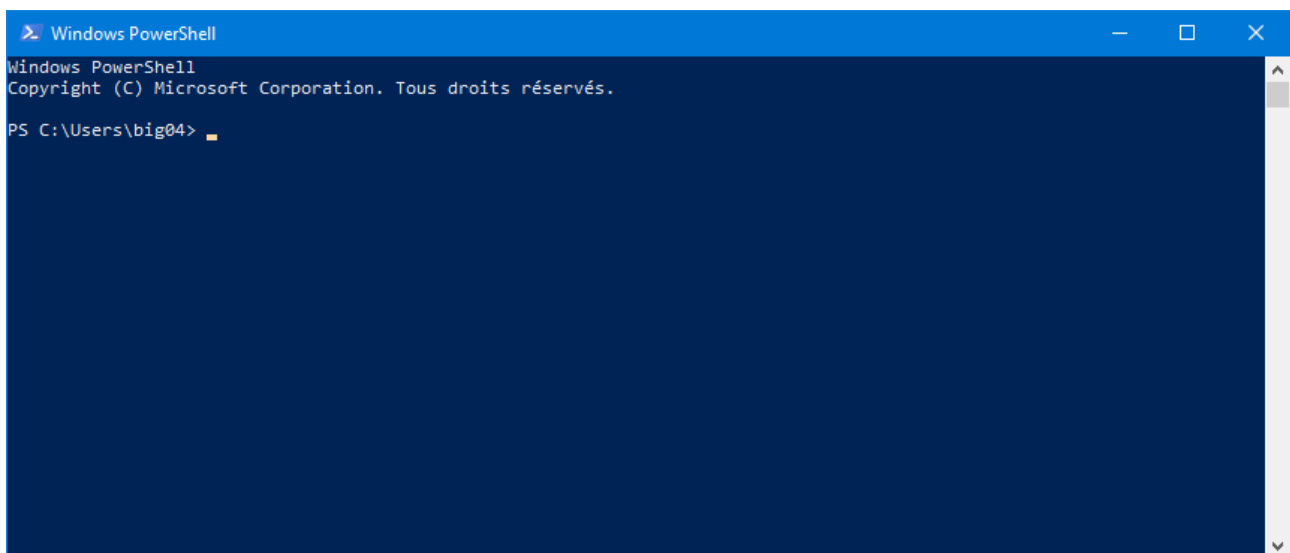 Windows PowerShell
Windows PowerShell
Copyright (C) Microsoft Corporation. Tous droits réservés.
PS C:\Users\big04>